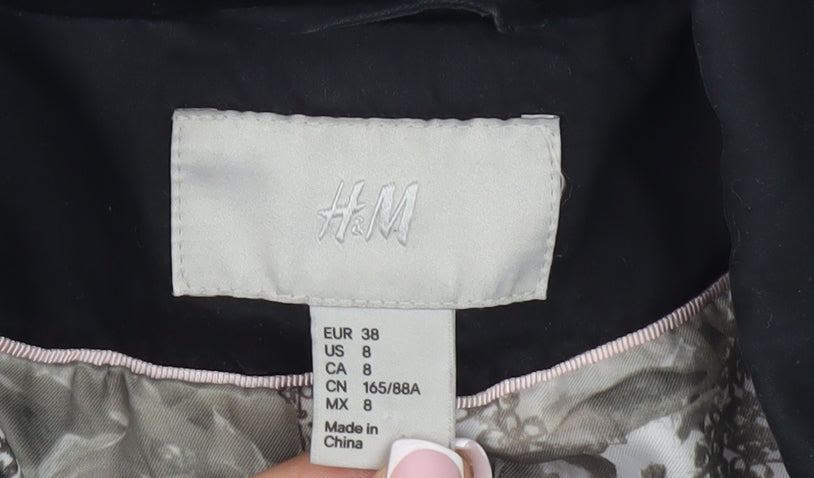 H&M
EUR 38
US 8
CA 8
CN 165/88A
MX 8
Made in
China